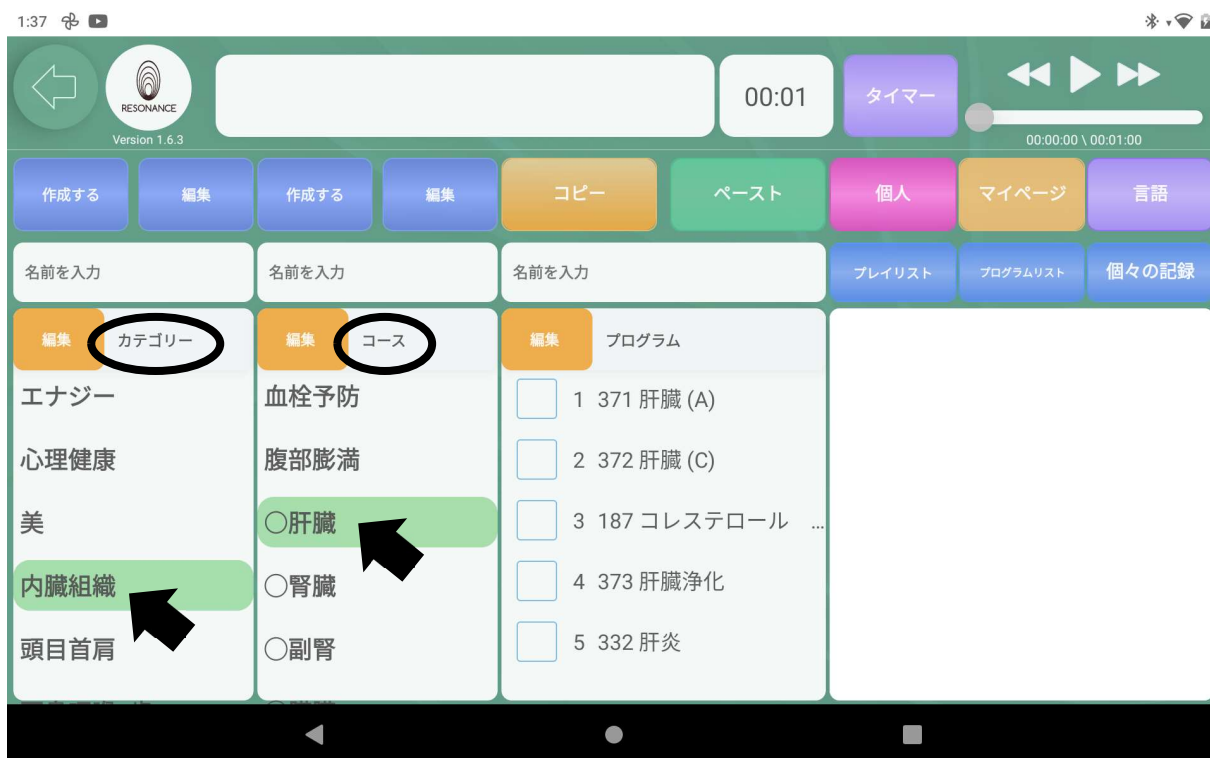 1:37
RESONANCE
Version 1.6.3
00:01
タイマー
00:00:00 \ 00:01:00
作成する
編集
作成する
編集
コピー
ペースト
個人
マイページ
言語
名前を入力
名前を入力
名前を入力
プレイリスト
プログラムリスト
個々の記録
編集
カテゴリー
編集
コース
編集
プログラム
エナジー
心理健康
美
内臓組織
頭目首肩
血栓予防
腹部膨満
○肝臓
○腎臓
○副腎
1 371 肝臓 (A)
2 372 肝臓 (C)
3 187 コレステロール ...
4 373 肝臓浄化
5 332 肝炎